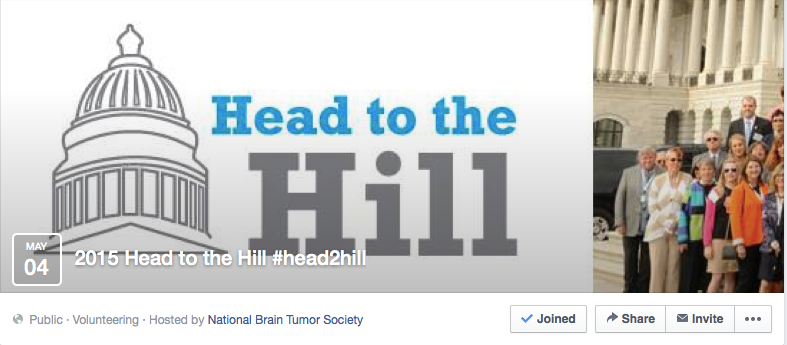 Head to the
Hill
MAY
04
2015 Head to the Hill #head2hill
Public · Volunteering · Hosted by National Brain Tumor Society
Joined
Share
Invite